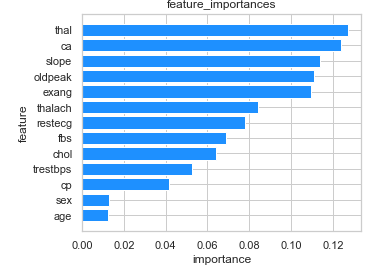 feature_importances
thal
ca
slope
oldpeak
exang
thalach
restecg
fbs
chol
trestbps
cp
sex
age
feature
0.00 0.02 0.04 0.06 0.08 0.10 0.12
importance